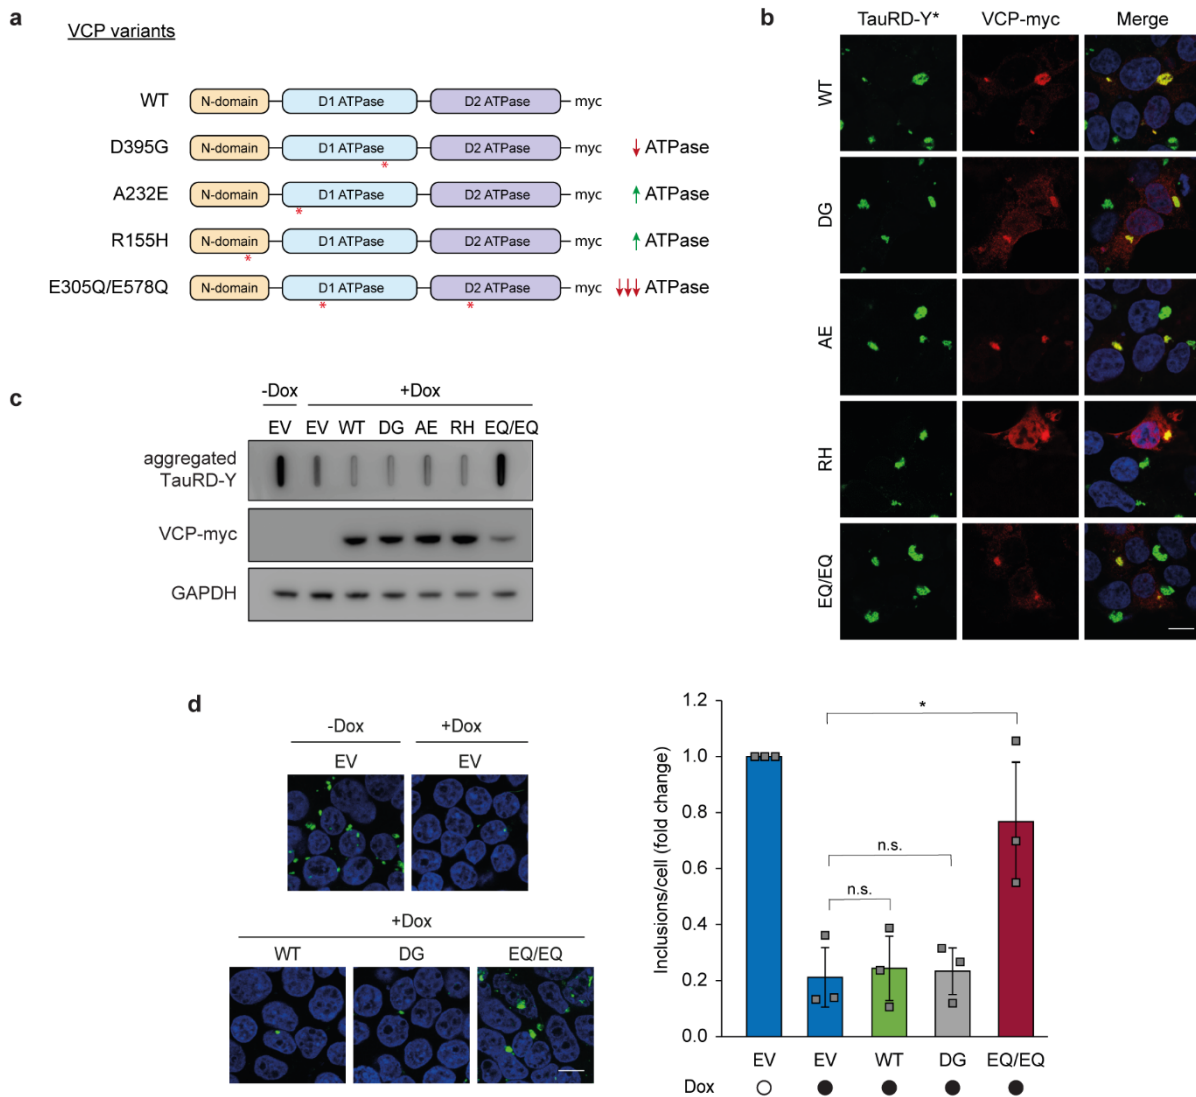 a
VCP variants
WT N-domain D1 ATPase D2 ATPase myc
D395G N-domain D1 ATPase D2 ATPase myc ↓ ATPase
*
A232E N-domain D1 ATPase D2 ATPase myc ↑ ATPase
*
R155H N-domain D1 ATPase D2 ATPase myc ↑ ATPase
*
E305Q/E578Q N-domain D1 ATPase D2 ATPase myc ↓↓↓ ATPase
* *
b
TauRD-Y* VCP-myc Merge
WT
DG
AE
RH
EQ/EQ
c
-Dox +Dox
EV EV WT DG AE RH EQ/EQ
aggregated
TauRD-Y
VCP-myc
GAPDH
d
-Dox +Dox
EV EV
+Dox
WT DG EQ/EQ
Inclusions/cell (fold change)
1.2
1.0
0.8
0.6
0.4
0.2
0.0
*
n.s.
n.s.
EV EV WT DG EQ/EQ
Dox